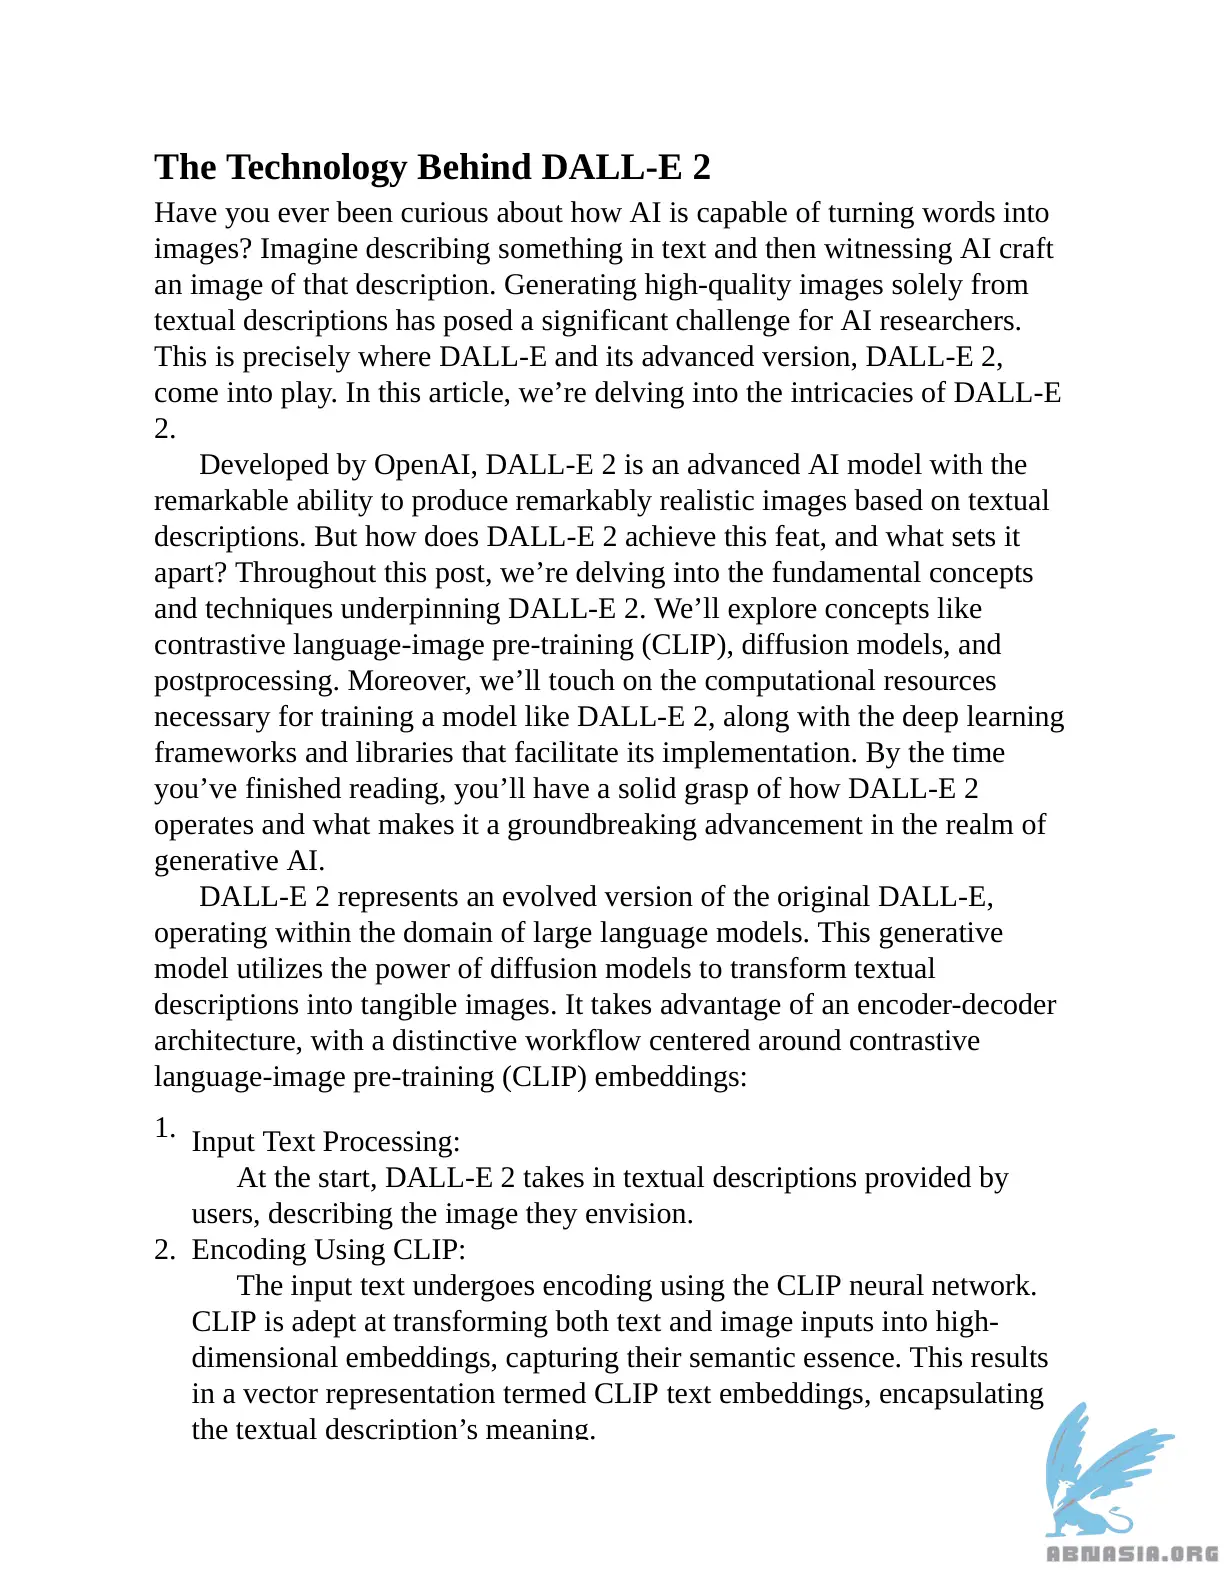 The Technology Behind DALL-E 2
Have you ever been curious about how AI is capable of turning words into
images? Imagine describing something in text and then witnessing AI craft
an image of that description. Generating high-quality images solely from
textual descriptions has posed a significant challenge for AI researchers.
This is precisely where DALL-E and its advanced version, DALL-E 2,
come into play. In this article, we’re delving into the intricacies of DALL-E
2.
Developed by OpenAI, DALL-E 2 is an advanced AI model with the
remarkable ability to produce remarkably realistic images based on textual
descriptions. But how does DALL-E 2 achieve this feat, and what sets it
apart? Throughout this post, we’re delving into the fundamental concepts
and techniques underpinning DALL-E 2. We’ll explore concepts like
contrastive language-image pre-training (CLIP), diffusion models, and
postprocessing. Moreover, we’ll touch on the computational resources
necessary for training a model like DALL-E 2, along with the deep learning
frameworks and libraries that facilitate its implementation. By the time
you’ve finished reading, you’ll have a solid grasp of how DALL-E 2
operates and what makes it a groundbreaking advancement in the realm of
generative AI.
DALL-E 2 represents an evolved version of the original DALL-E,
operating within the domain of large language models. This generative
model utilizes the power of diffusion models to transform textual
descriptions into tangible images. It takes advantage of an encoder-decoder
architecture, with a distinctive workflow centered around contrastive
language-image pre-training (CLIP) embeddings:
1. Input Text Processing:
At the start, DALL-E 2 takes in textual descriptions provided by
users, describing the image they envision.
2. Encoding Using CLIP:
The input text undergoes encoding using the CLIP neural network.
CLIP is adept at transforming both text and image inputs into high-
dimensional embeddings, capturing their semantic essence. This results
in a vector representation termed CLIP text embeddings, encapsulating
the textual description’s meaning.
ABNASIA.ORG